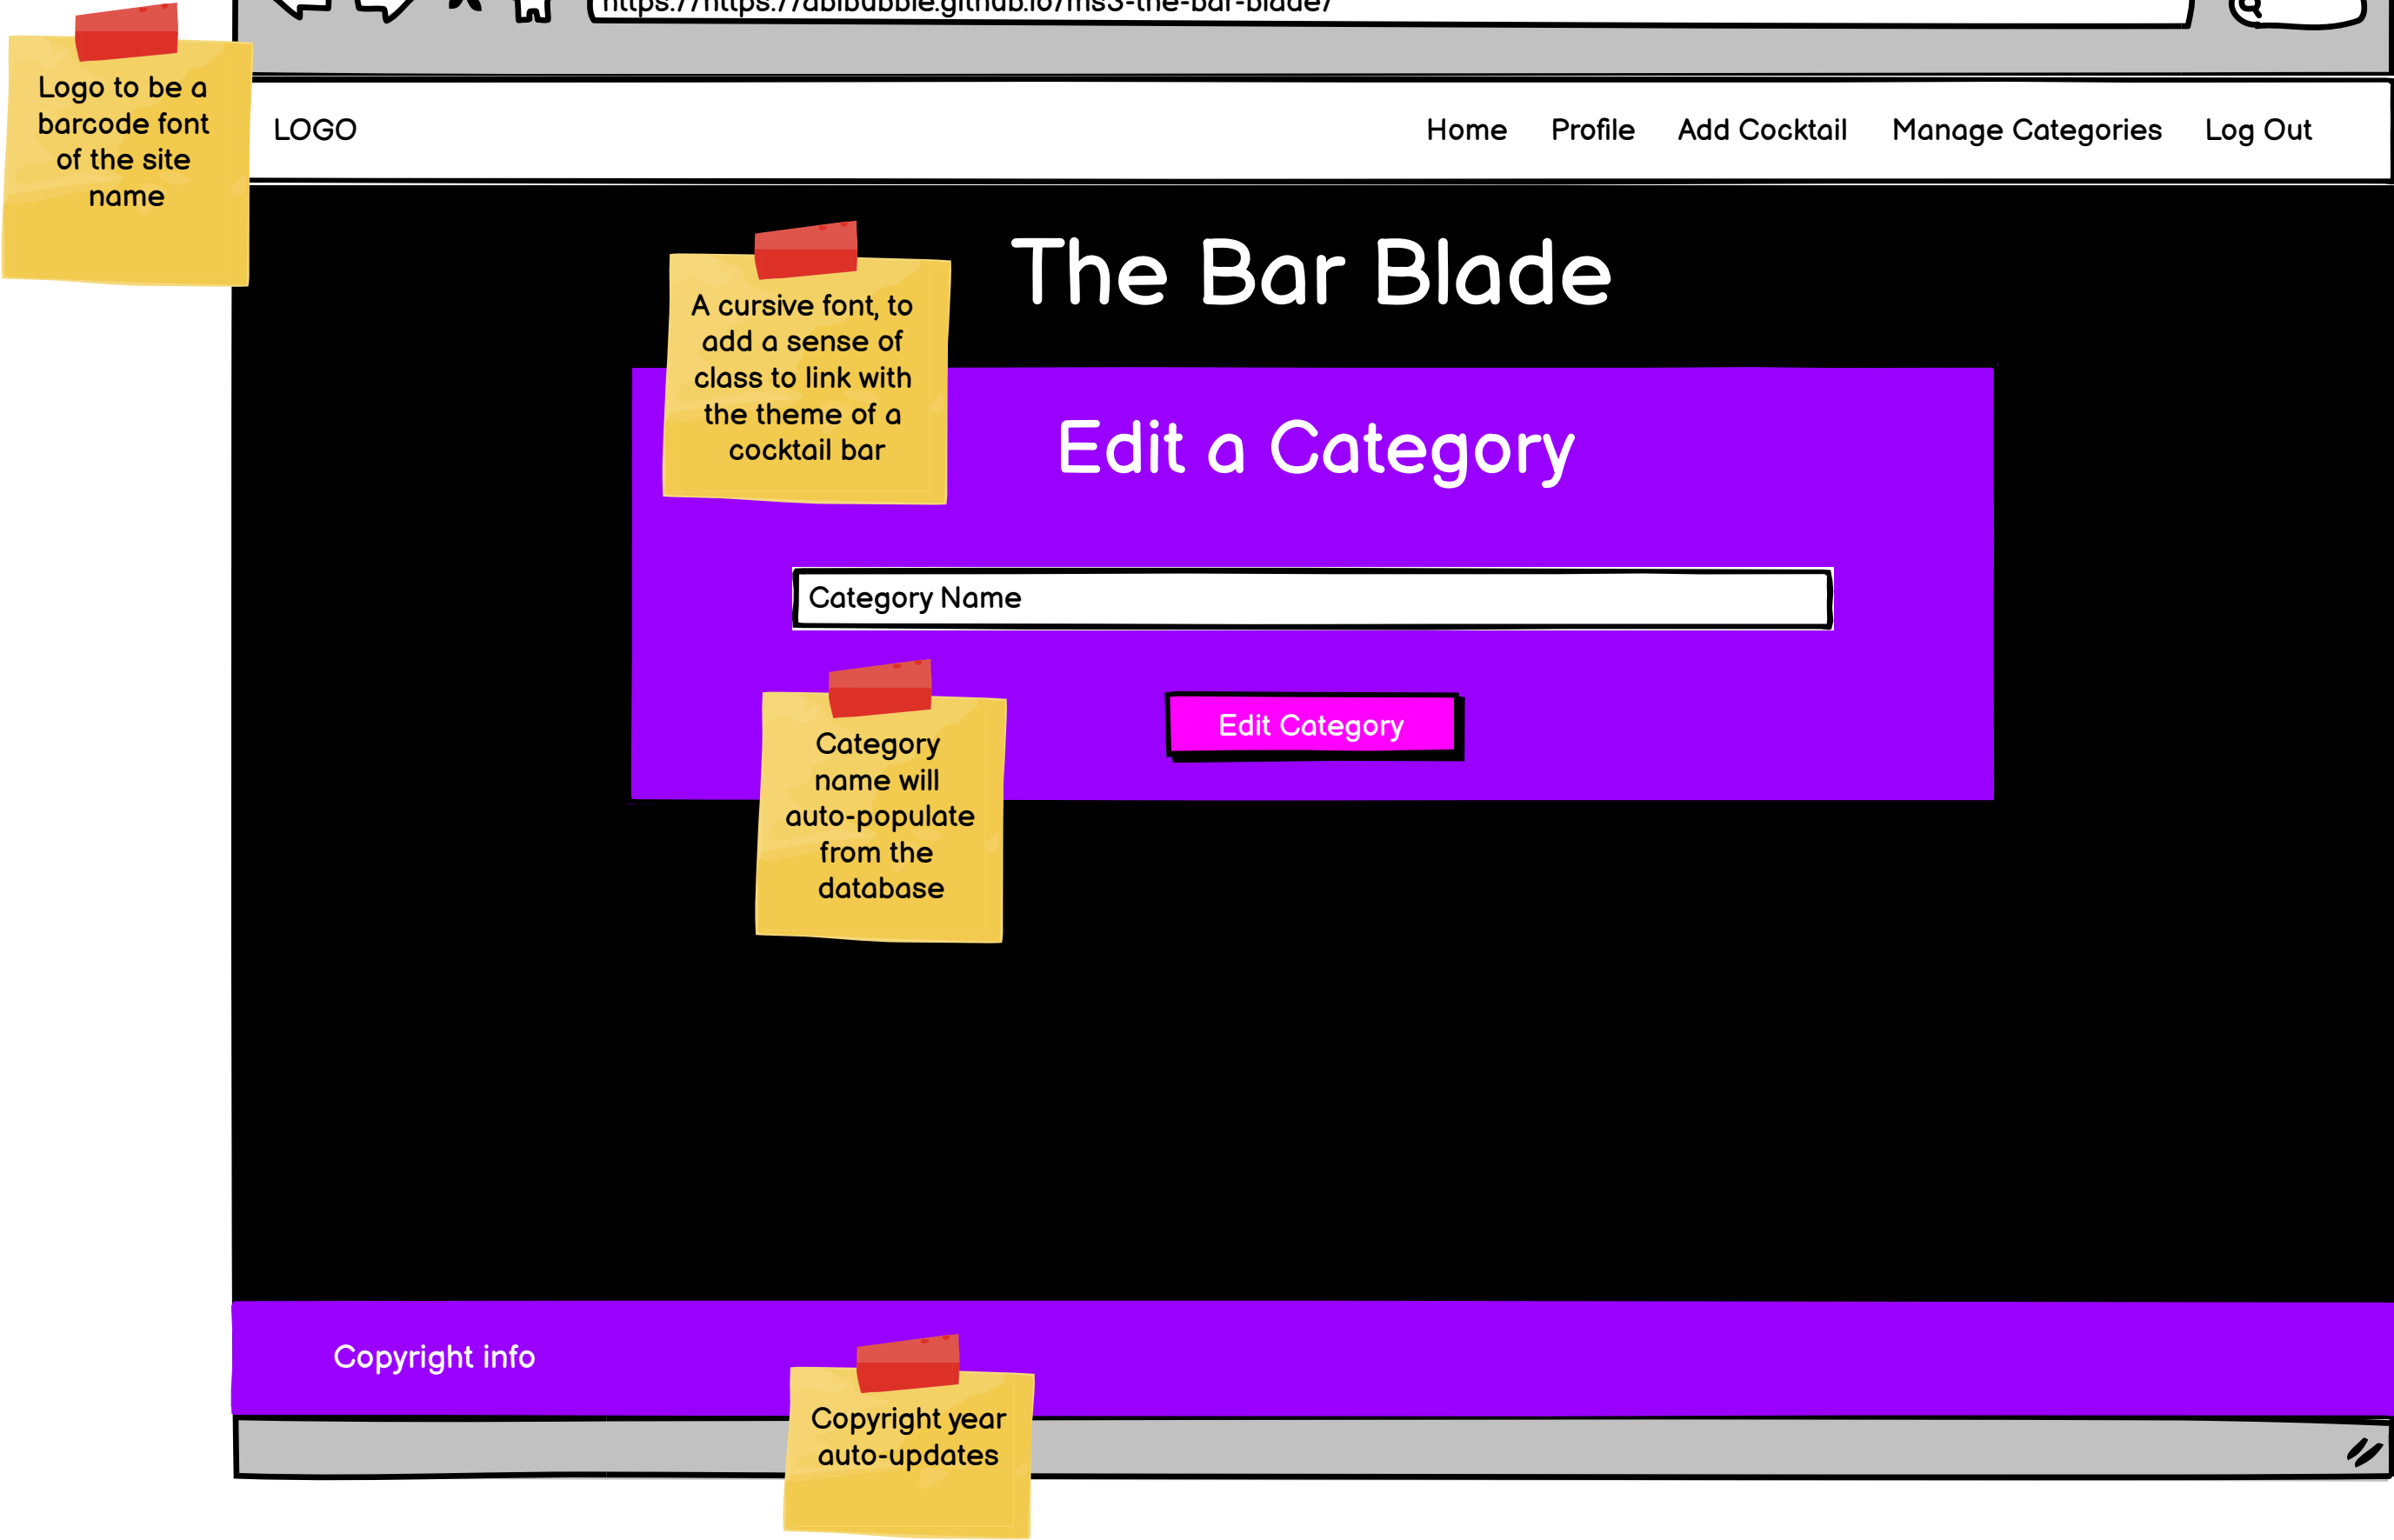 https://https://abibubble.github.io/ms3-the-bar-blade/
Logo to be a
barcode font
of the site
name
LOGO
Home Profile Add Cocktail Manage Categories Log Out
The Bar Blade
A cursive font, to
add a sense of
class to link with
the theme of a
cocktail bar
Edit a Category
Category Name
Edit Category
Category
name will
auto-populate
from the
database
Copyright info
Copyright year
auto-updates